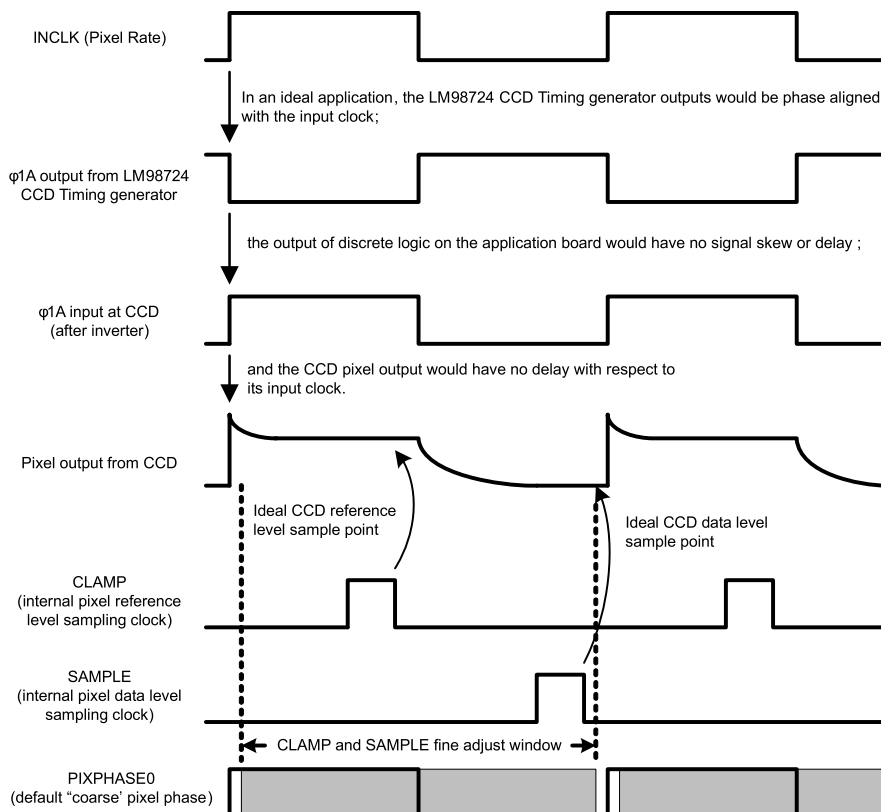 INCLK (Pixel Rate)
In an ideal application, the LM98724 CCD Timing generator outputs would be phase aligned
with the input clock;
φ1A output from LM98724
CCD Timing generator
the output of discrete logic on the application board would have no signal skew or delay ;
φ1A input at CCD
(after inverter)
and the CCD pixel output would have no delay with respect to
its input clock.
Pixel output from CCD
Ideal CCD reference
level sample point
Ideal CCD data level
sample point
CLAMP
(internal pixel reference
level sampling clock)
SAMPLE
(internal pixel data level
sampling clock)
CLAMP and SAMPLE fine adjust window
PIXPHASE0
(default “coarse’ pixel phase)